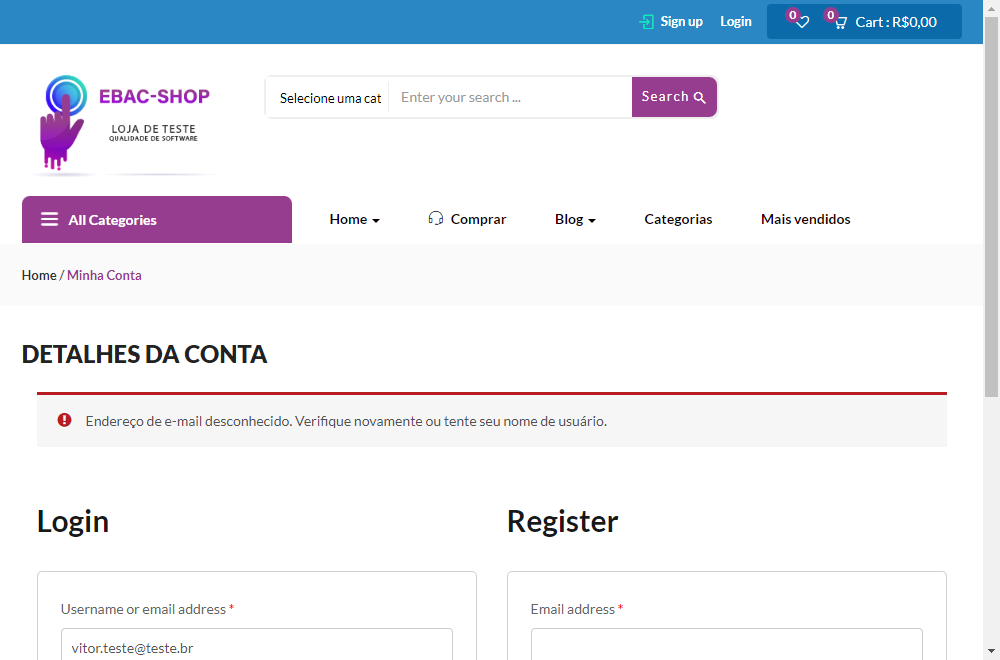 Sign up Login 0 0 Cart : R$0,00
EBAC-SHOP
LOJA DE TESTE
QUALIDADE DE SOFTWARE
Selione uma cat Enter your search ... Search
All Categories Home Comprar Blog Categorias Mais vendidos
Home / Minha Conta
DETALHES DA CONTA
Endereço de e-mail desconhecido. Verifique novamente ou tente seu nome de usuário.
Login Register
Username or email address * Email address *
vitor.teste@teste.br